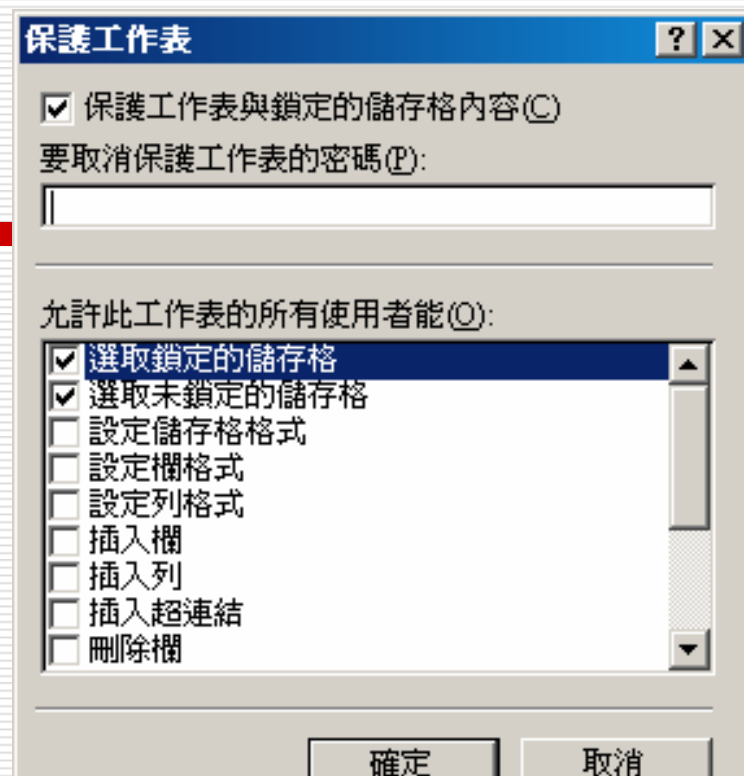 保護工作表
保護工作表與鎖定的儲存格內容(C)
要取消保護工作表的密碼(P):
允許此工作表的所有使用者能(O):
選取鎖定的儲存格
選取未鎖定的儲存格
設定儲存格格式
設定欄格式
設定列格式
插入欄
插入列
插入超連結
刪除欄
確定 取消